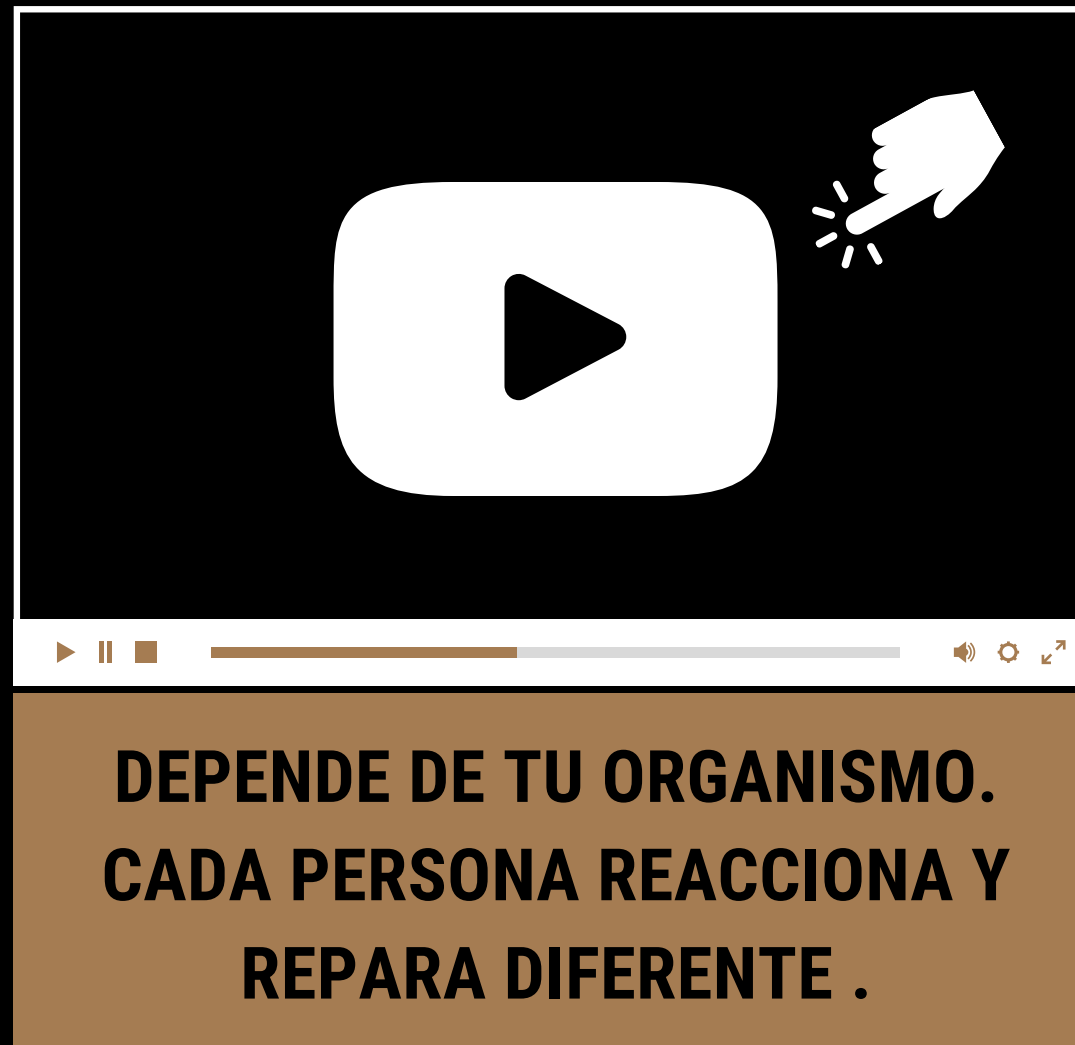 DEPENDE DE TU ORGANISMO.
CADA PERSONA REACCIONA Y
REPARA DIFERENTE .